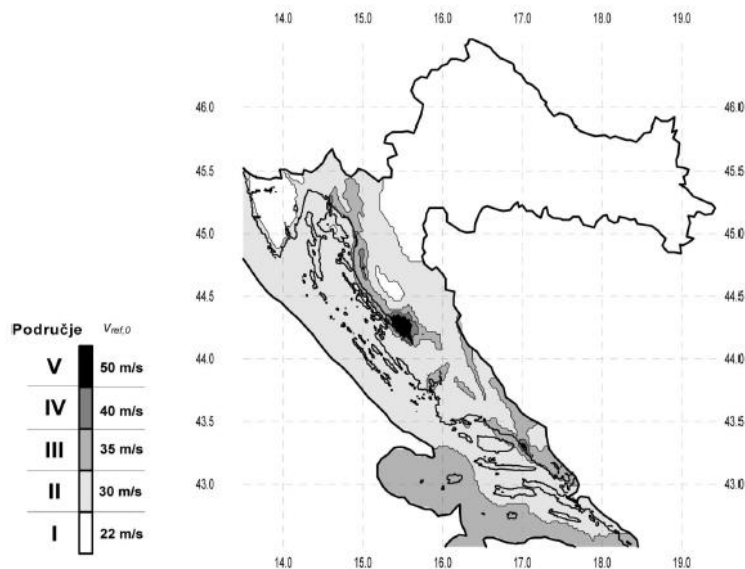 14.0 15.0 16.0 17.0 18.0 19.0
46.0 46.0
45.5 45.5
45.0 45.0
44.5 44.5
44.0 44.0
43.5 43.5
43.0 43.0
14.0 15.0 16.0 17.0 18.0 19.0
Područje Vref,0
V 50 m/s
IV 40 m/s
III 35 m/s
II 30 m/s
I 22 m/s